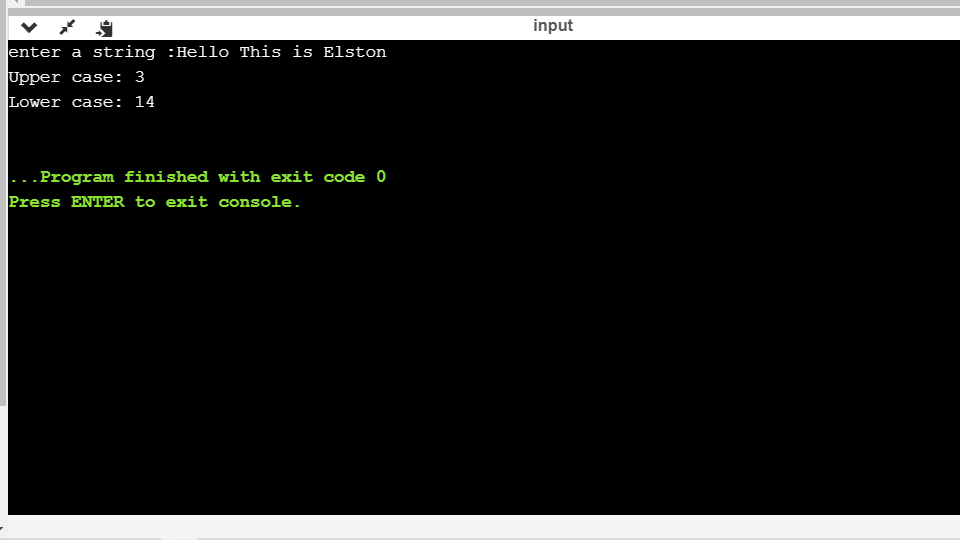 input
enter a string :Hello This is Elston
Upper case: 3
Lower case: 14
...Program finished with exit code 0
Press ENTER to exit console.